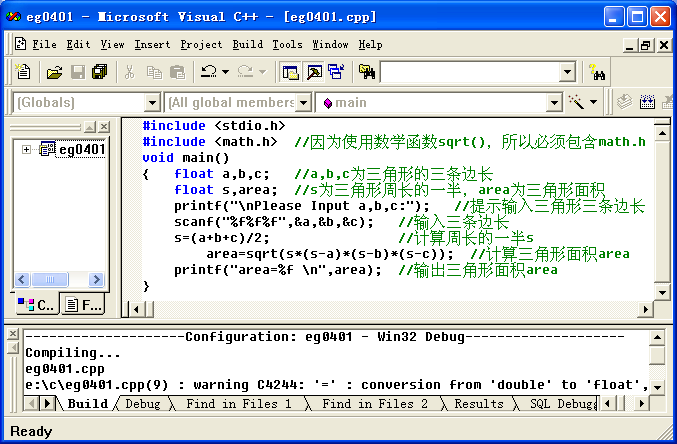 eg0401 - Microsoft Visual C++ - [eg0401.cpp]
File Edit View Insert Project Build Tools Window Help
(Globals) (All global members main
eg0401
#include <stdio.h>
#include <math.h> //因为使用数学函数sqrt(), 所以必须包含math.h
void main()
{ float a,b,c; //a,b,c为三角形的三条边长
float s,area; //s为三角形周长的一半, area为三角形面积
printf("\nPlease Input a,b,c:"); //提示输入三角形三条边长
scanf("%f%f%f",&a,&b,&c); //输入三条边长
s=(a+b+c)/2; //计算周长的一半s
area=sqrt(s*(s-a)*(s-b)*(s-c)); //计算三角形面积area
printf("area=%f \n",area); //输出三角形面积area
}
C.. F...
--------------------Configuration: eg0401 - Win32 Debug--------------------
Compiling...
eg0401.cpp
e:\c\eg0401.cpp(9) : warning C4244: '=' : conversion from 'double' to 'float',
Build Debug Find in Files 1 Find in Files 2 Results SQL Debugg
Ready